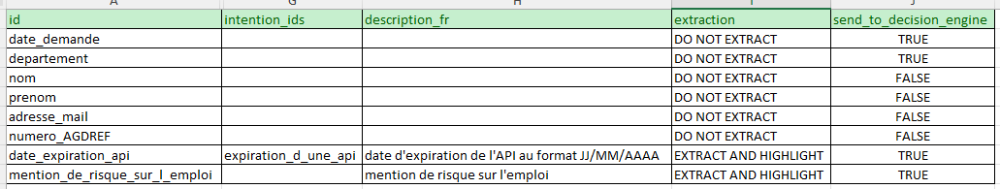 A G H I J
id intention_ids description_fr extraction send_to_decision_engine
date_demande DO NOT EXTRACT TRUE
departement DO NOT EXTRACT TRUE
nom DO NOT EXTRACT FALSE
prenom DO NOT EXTRACT FALSE
adresse_mail DO NOT EXTRACT FALSE
numero_AGDREF DO NOT EXTRACT FALSE
date_expiration_api expiration_d_une_api date d'expiration de l'API au format JJ/MM/AAAA EXTRACT AND HIGHLIGHT TRUE
mention_de_risque_sur_l_emploi mention de risque sur l'emploi EXTRACT AND HIGHLIGHT TRUE